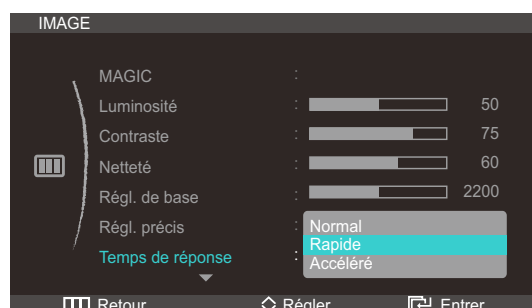 IMAGE
MAGIC :
Luminosité : 50
Contraste : 75
Netteté : 60
Régl. de base : 2200
Régl. précis : Normal
Rapide
Temps de réponse : Accéléré
Retour Régler Entrer